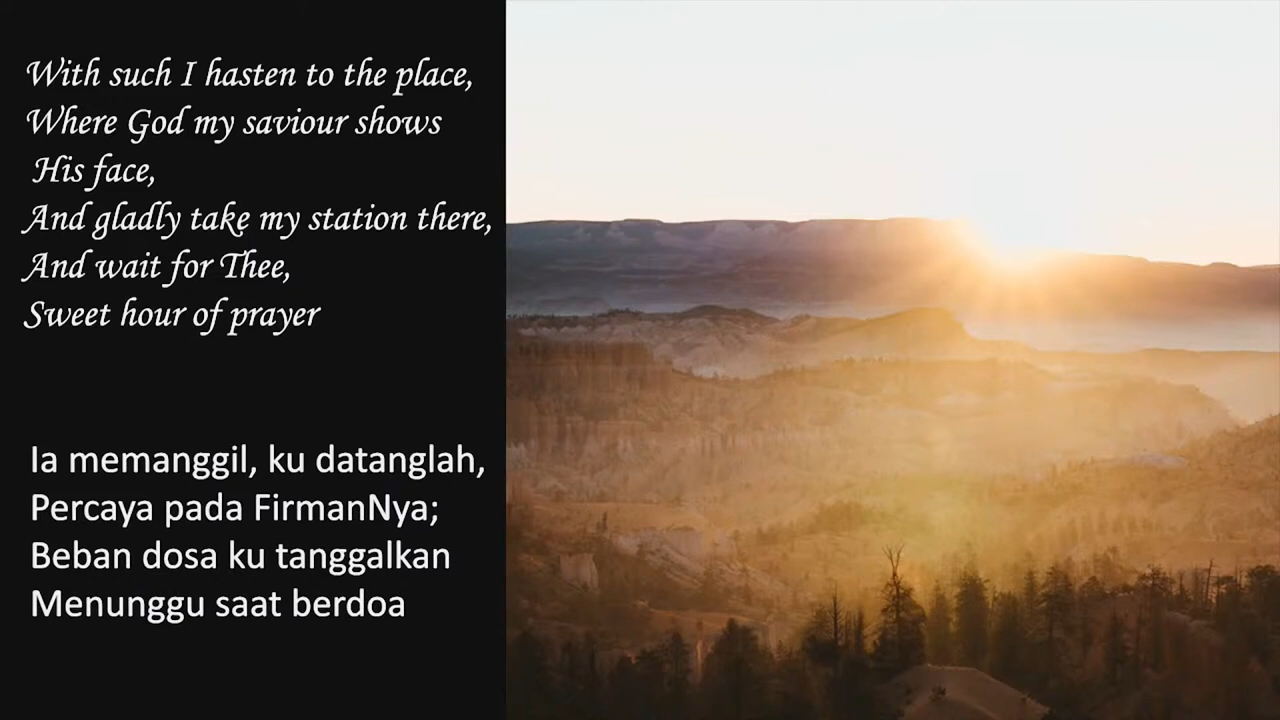 With such I hasten to the place,
Where God my saviour shows
His face,
And gladly take my station there,
And wait for Thee,
Sweet hour of prayer
Ia memanggil, ku datanglah,
Percaya pada FirmanNya;
Beban dosa ku tanggalkan
Menunggu saat berdoa